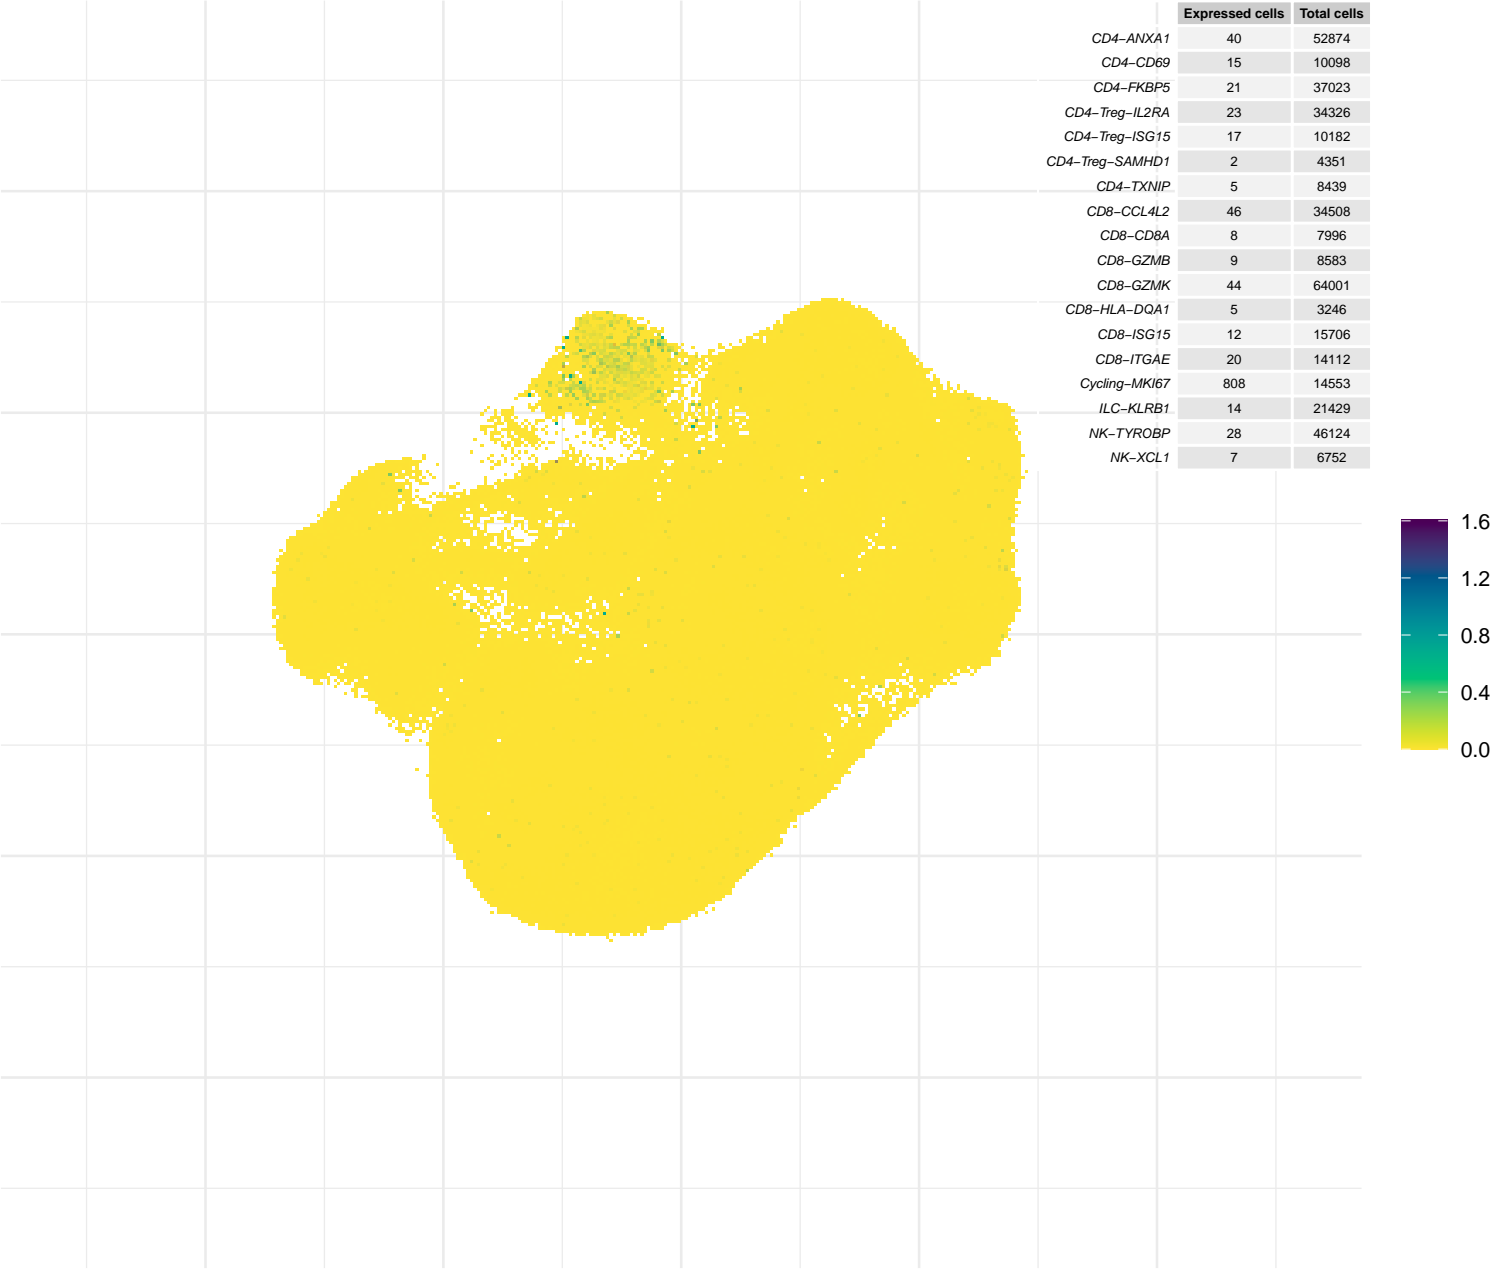 Expressed cells Total cells
CD4−ANXA1 40 52874
CD4−CD69 15 10098
CD4−FKBP5 21 37023
CD4−Treg−IL2RA 23 34326
CD4−Treg−ISG15 17 10182
CD4−Treg−SAMHD1 2 4351
CD4−TXNIP 5 8439
CD8−CCL4L2 46 34508
CD8−CD8A 8 7996
CD8−GZMB 9 8583
CD8−GZMK 44 64001
CD8−HLA−DQA1 5 3246
CD8−ISG15 12 15706
CD8−ITGAE 20 14112
Cycling−MKI67 808 14553
ILC−KLRB1 14 21429
NK−TYROBP 28 46124
NK−XCL1 7 6752
1.6
1.2
0.8
0.4
0.0